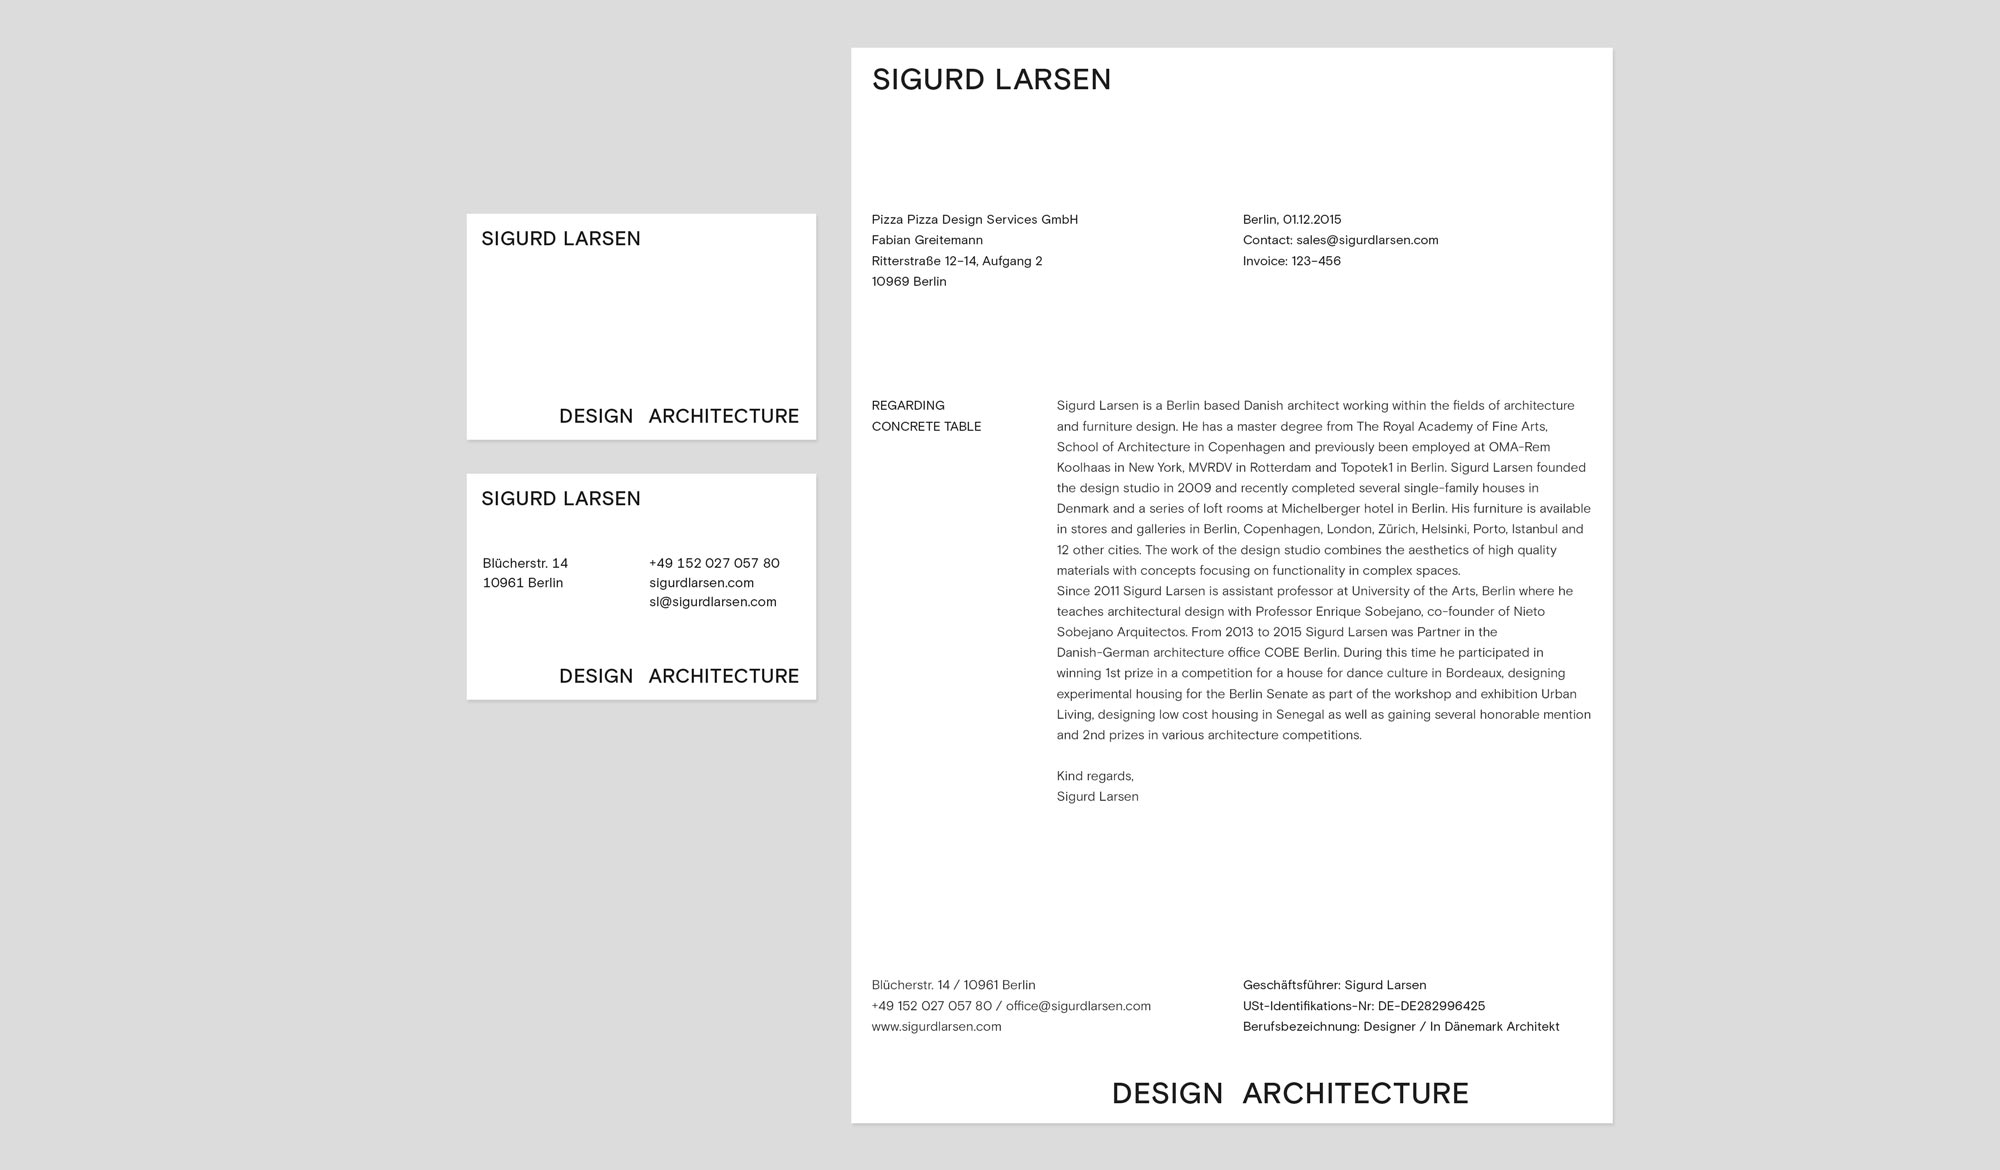 SIGURD LARSEN
DESIGN ARCHITECTURE
SIGURD LARSEN
Blücherstr. 14
10961 Berlin
+49 152 027 057 80
sigurdlarsen.com
sl@sigurdlarsen.com
DESIGN ARCHITECTURE
SIGURD LARSEN
Pizza Pizza Design Services GmbH
Fabian Greitemann
Ritterstraße 12–14, Aufgang 2
10969 Berlin
Berlin, 01.12.2015
Contact: sales@sigurdlarsen.com
Invoice: 123–456
REGARDING
CONCRETE TABLE
Sigurd Larsen is a Berlin based Danish architect working within the fields of architecture
and furniture design. He has a master degree from The Royal Academy of Fine Arts,
School of Architecture in Copenhagen and previously been employed at OMA-Rem
Koolhaas in New York, MVRDV in Rotterdam and Topotek1 in Berlin. Sigurd Larsen founded
the design studio in 2009 and recently completed several single-family houses in
Denmark and a series of loft rooms at Michelberger hotel in Berlin. His furniture is available
in stores and galleries in Berlin, Copenhagen, London, Zürich, Helsinki, Porto, Istanbul and
12 other cities. The work of the design studio combines the aesthetics of high quality
materials with concepts focusing on functionality in complex spaces.
Since 2011 Sigurd Larsen is assistant professor at University of the Arts, Berlin where he
teaches architectural design with Professor Enrique Sobejano, co-founder of Nieto
Sobejano Arquitectos. From 2013 to 2015 Sigurd Larsen was Partner in the
Danish-German architecture office COBE Berlin. During this time he participated in
winning 1st prize in a competition for a house for dance culture in Bordeaux, designing
experimental housing for the Berlin Senate as part of the workshop and exhibition Urban
Living, designing low cost housing in Senegal as well as gaining several honorable mention
and 2nd prizes in various architecture competitions.
Kind regards,
Sigurd Larsen
Blücherstr. 14 / 10961 Berlin
+49 152 027 057 80 / office@sigurdlarsen.com
www.sigurdlarsen.com
Geschäftsführer: Sigurd Larsen
USt-Identifikations-Nr: DE-DE282996425
Berufsbezeichnung: Designer / In Dänemark Architekt
DESIGN ARCHITECTURE